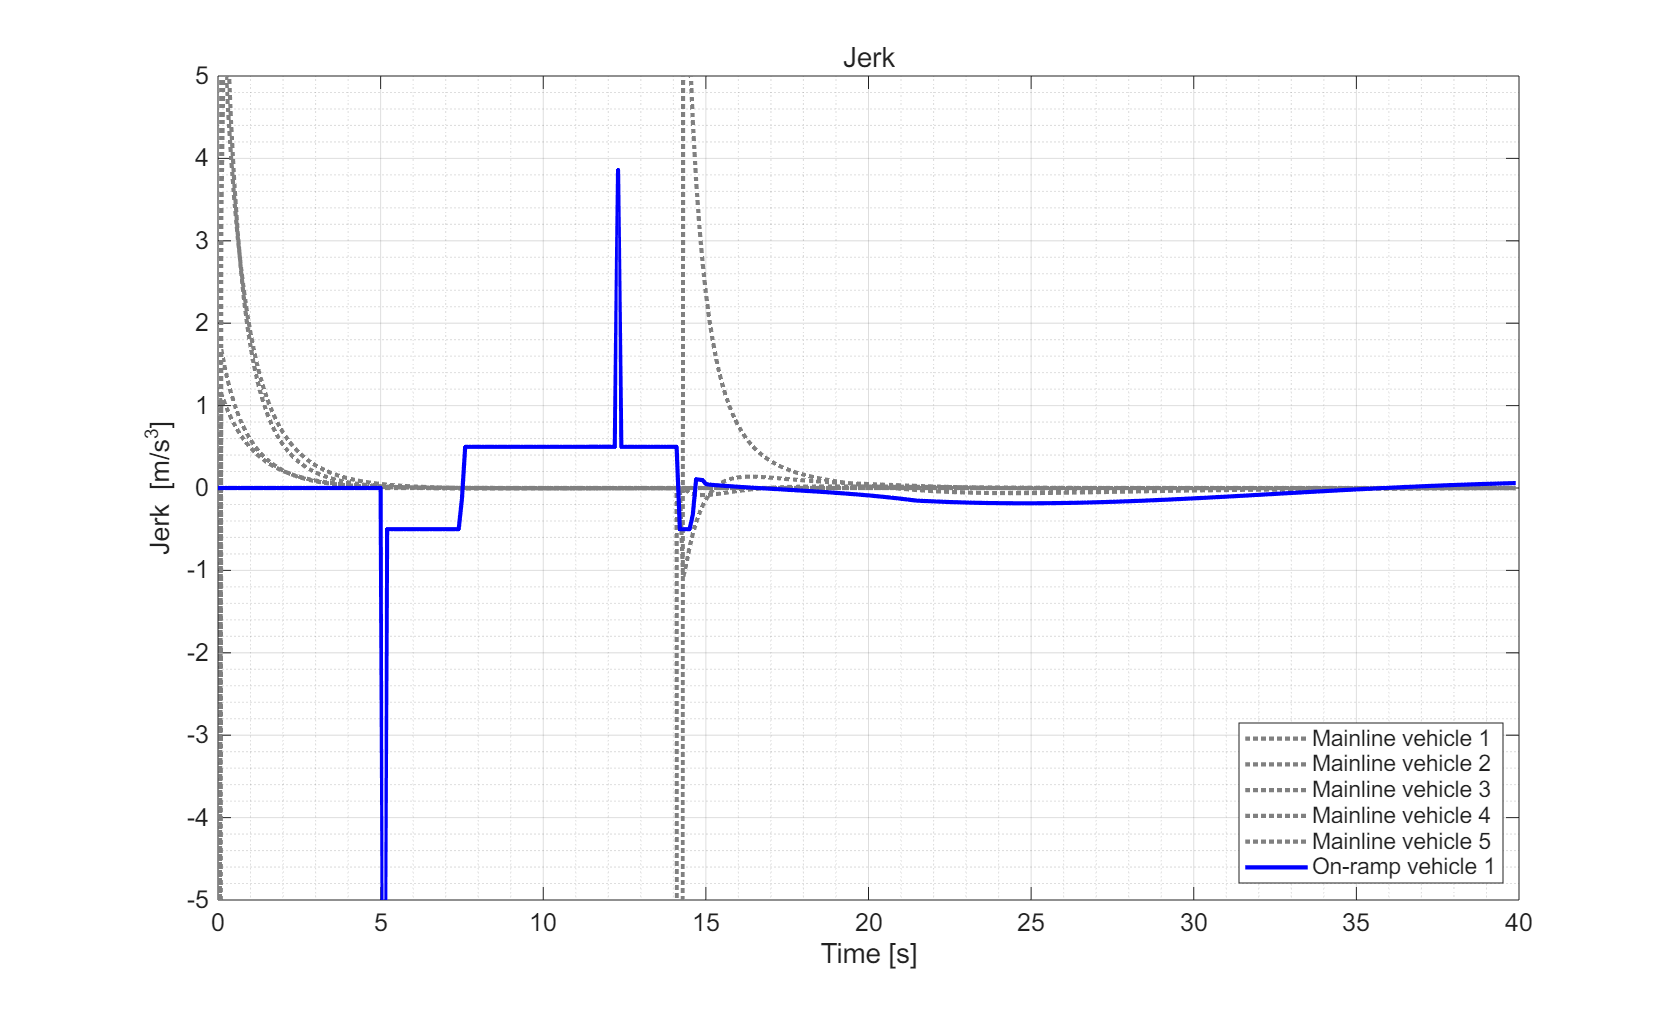 Jerk
5
4
3
2
1
0
-1
-2
-3
-4
-5
Jerk [m/s³]
0 5 10 15 20 25 30 35 40
Time [s]
Mainline vehicle 1
Mainline vehicle 2
Mainline vehicle 3
Mainline vehicle 4
Mainline vehicle 5
On-ramp vehicle 1